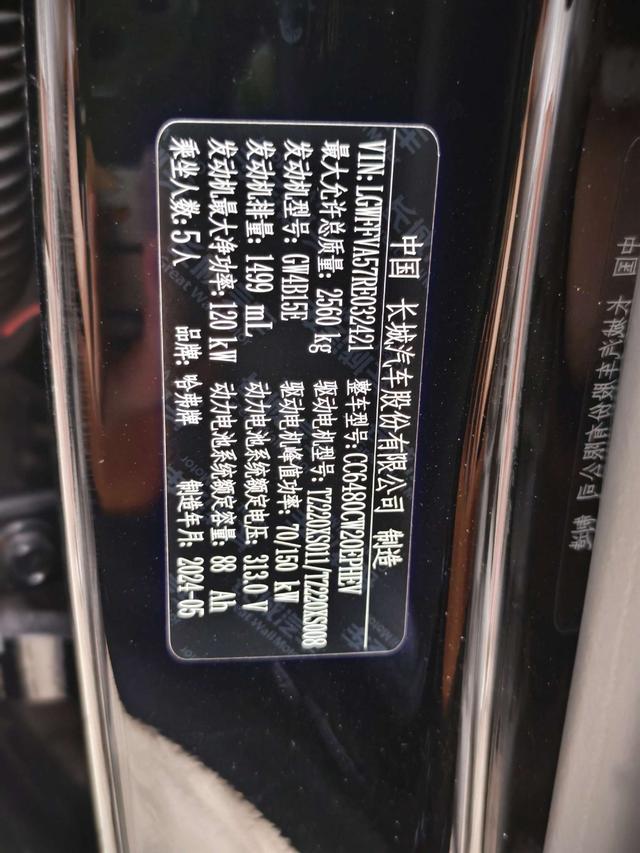 中国 长城汽车股份有限公司 制造
VIN: LGWFFVA57RE032421 整车型号: CC6480CW20EPHEV
最大允许总质量: 2560 kg 驱动电机型号: TZ220XS011/TZ220XS008
发动机型号: GW4B15E 驱动电机峰值功率: 70/150 kW
发动机排量: 1499 mL 动力电池系统额定电压: 313.0 V
发动机最大净功率: 120 kW 动力电池系统额定容量: 88 Ah
乘坐人数: 5人 品牌: 哈弗牌 制造年月: 2024-05